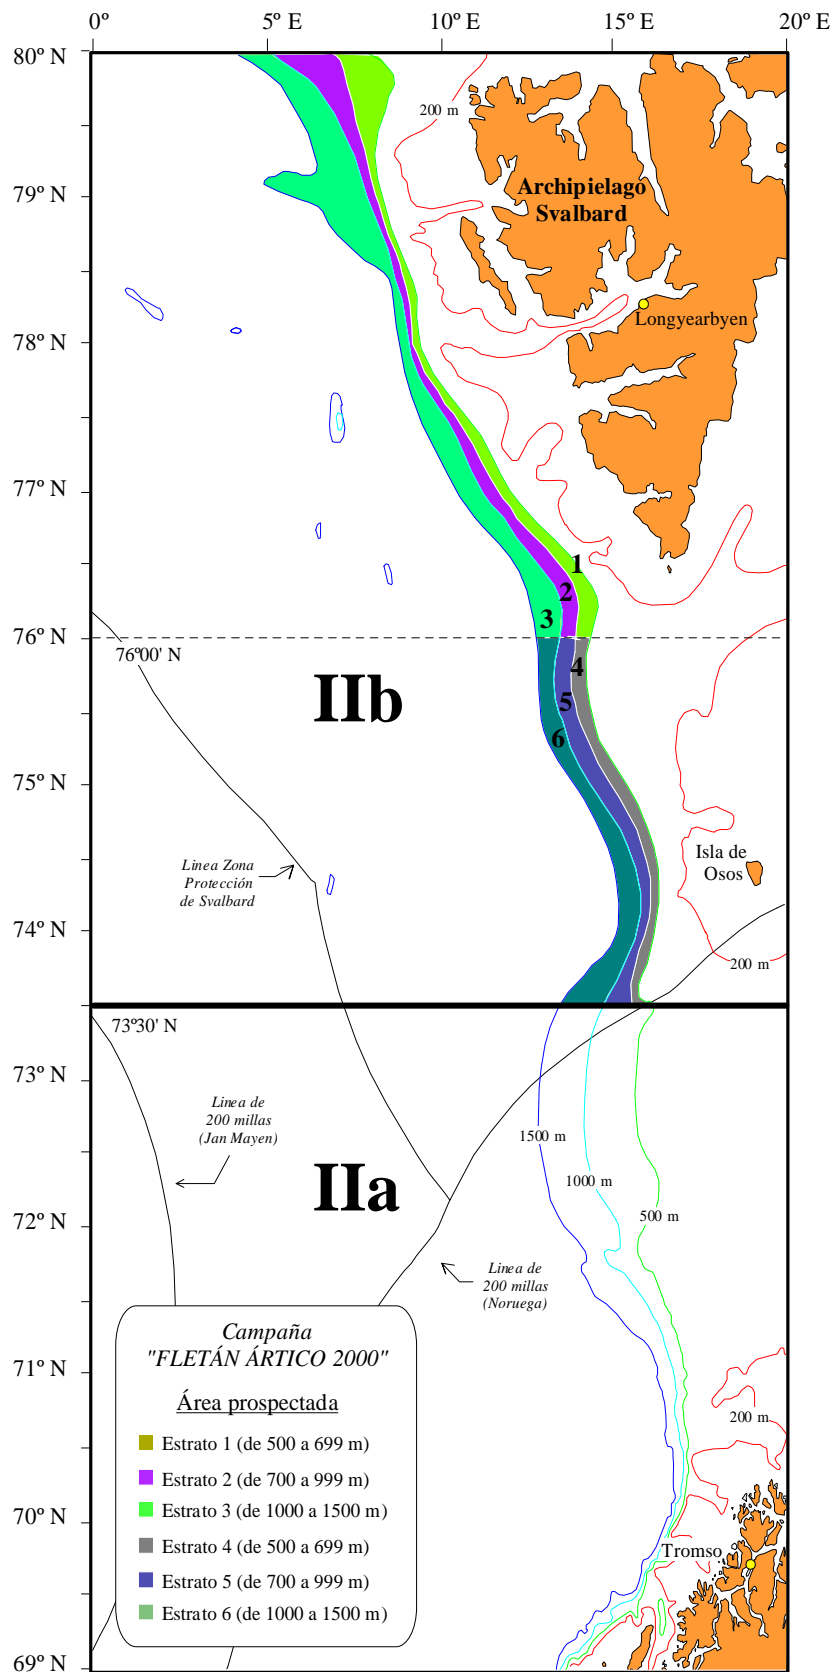 0º
5º E
10º E
15º E
20º E
80º N
200 m
79º N
Archipielago
Svalbard
Longyearbyen
78º N
77º N
1
2
3
76º N
76º00' N
4
IIb
5
6
75º N
Linea Zona
Protección
de Svalbard
Isla de
Osos
74º N
200 m
73º30' N
73º N
Linea de
200 millas
(Jan Mayen)
1500 m
1000 m
IIa
500 m
72º N
Linea de
200 millas
(Noruega)
Campaña
"FLETÁN ÁRTICO 2000"
71º N
Área prospectada
200 m
Estrato 1 (de 500 a 699 m)
Estrato 2 (de 700 a 999 m)
Estrato 3 (de 1000 a 1500 m)
70º N
Estrato 4 (de 500 a 699 m)
Tromso
Estrato 5 (de 700 a 999 m)
Estrato 6 (de 1000 a 1500 m)
69º N